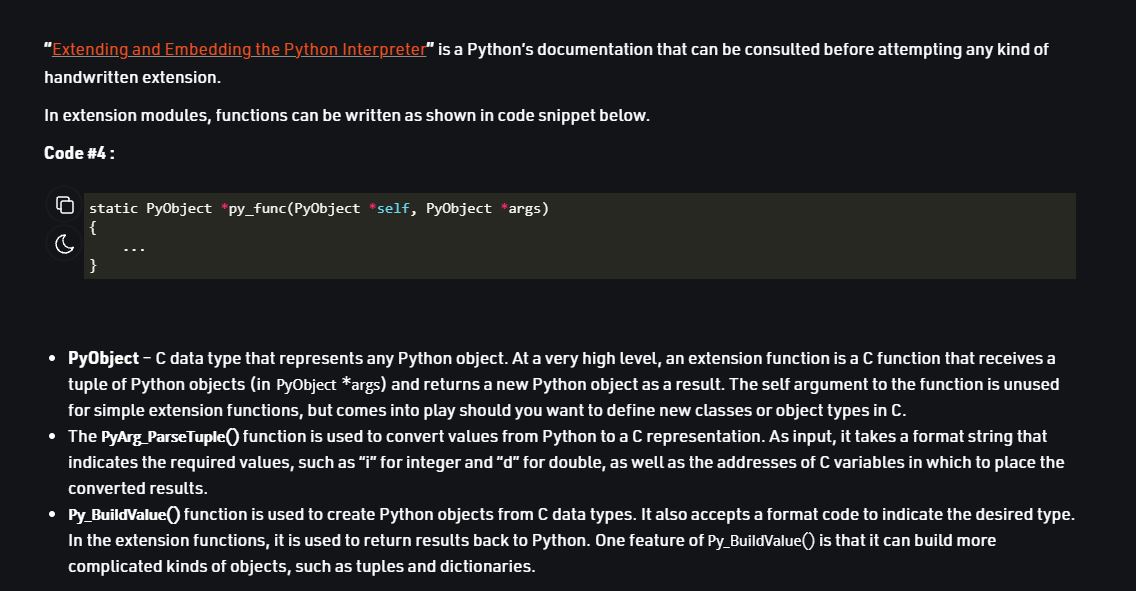 "Extending and Embedding the Python Interpreter" is a Python's documentation that can be consulted before attempting any kind of
handwritten extension.
In extension modules, functions can be written as shown in code snippet below.
Code #4 :
static PyObject *py_func(PyObject *self, PyObject *args)
{
    ...
}
• PyObject – C data type that represents any Python object. At a very high level, an extension function is a C function that receives a
tuple of Python objects (in PyObject *args) and returns a new Python object as a result. The self argument to the function is unused
for simple extension functions, but comes into play should you want to define new classes or object types in C.
• The PyArg_ParseTuple() function is used to convert values from Python to a C representation. As input, it takes a format string that
indicates the required values, such as "i" for integer and "d" for double, as well as the addresses of C variables in which to place the
converted results.
• Py_BuildValue() function is used to create Python objects from C data types. It also accepts a format code to indicate the desired type.
In the extension functions, it is used to return results back to Python. One feature of Py_BuildValue() is that it can build more
complicated kinds of objects, such as tuples and dictionaries.